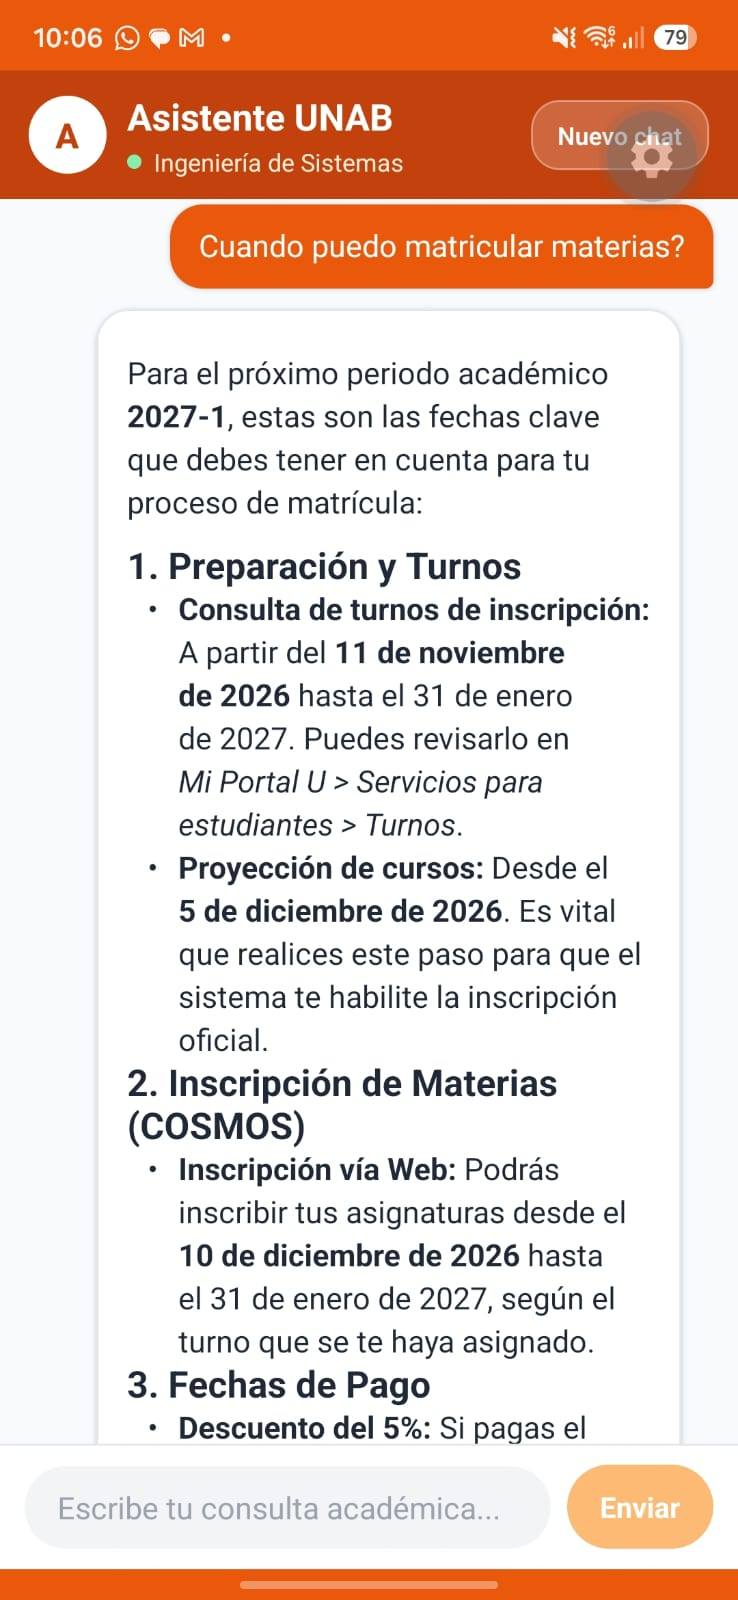 10:06
6
79
A
Asistente UNAB
Ingeniería de Sistemas
Nuevo chat
Cuando puedo matricular materias?
Para el próximo periodo académico
2027-1, estas son las fechas clave
que debes tener en cuenta para tu
proceso de matrícula:
1. Preparación y Turnos
• Consulta de turnos de inscripción:
A partir del 11 de noviembre
de 2026 hasta el 31 de enero
de 2027. Puedes revisarlo en
Mi Portal U > Servicios para
estudiantes > Turnos.
• Proyección de cursos: Desde el
5 de diciembre de 2026. Es vital
que realices este paso para que el
sistema te habilite la inscripción
oficial.
2. Inscripción de Materias
(COSMOS)
• Inscripción vía Web: Podrás
inscribir tus asignaturas desde el
10 de diciembre de 2026 hasta
el 31 de enero de 2027, según el
turno que se te haya asignado.
3. Fechas de Pago
• Descuento del 5%: Si pagas el
Escribe tu consulta académica...
Enviar